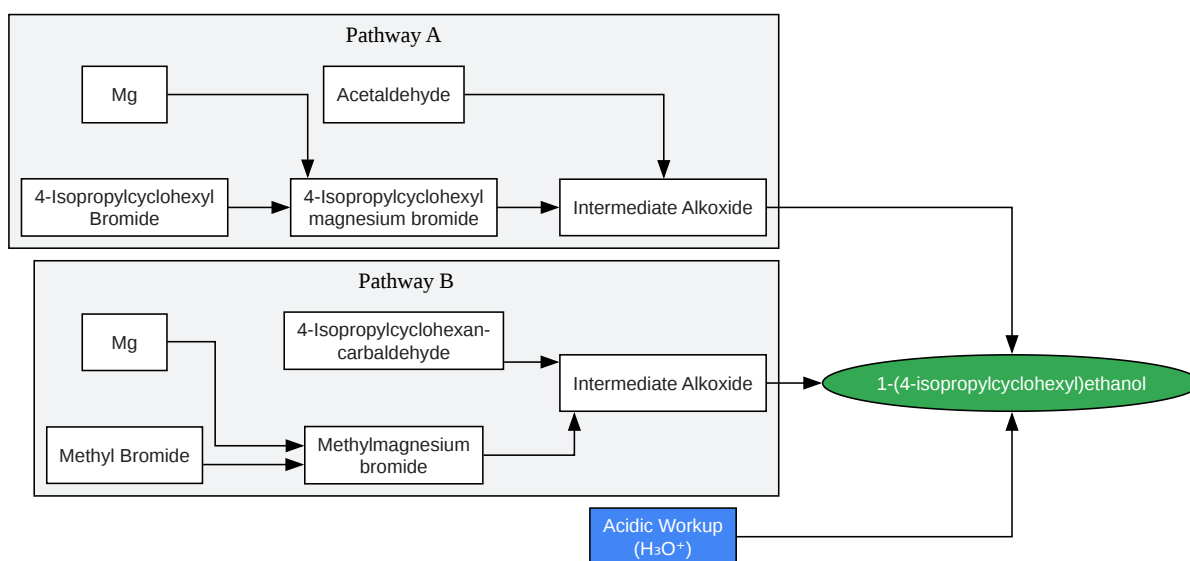 Pathway A
Mg
Acetaldehyde
4-Isopropylcyclohexyl
Bromide
4-Isopropylcyclohexyl
magnesium bromide
Intermediate Alkoxide
Pathway B
Mg
4-Isopropylcyclohexan-
carbaldehyde
Intermediate Alkoxide
1-(4-isopropylcyclohexyl)ethanol
Methyl Bromide
Methylmagnesium
bromide
Acidic Workup
(H₃O⁺)